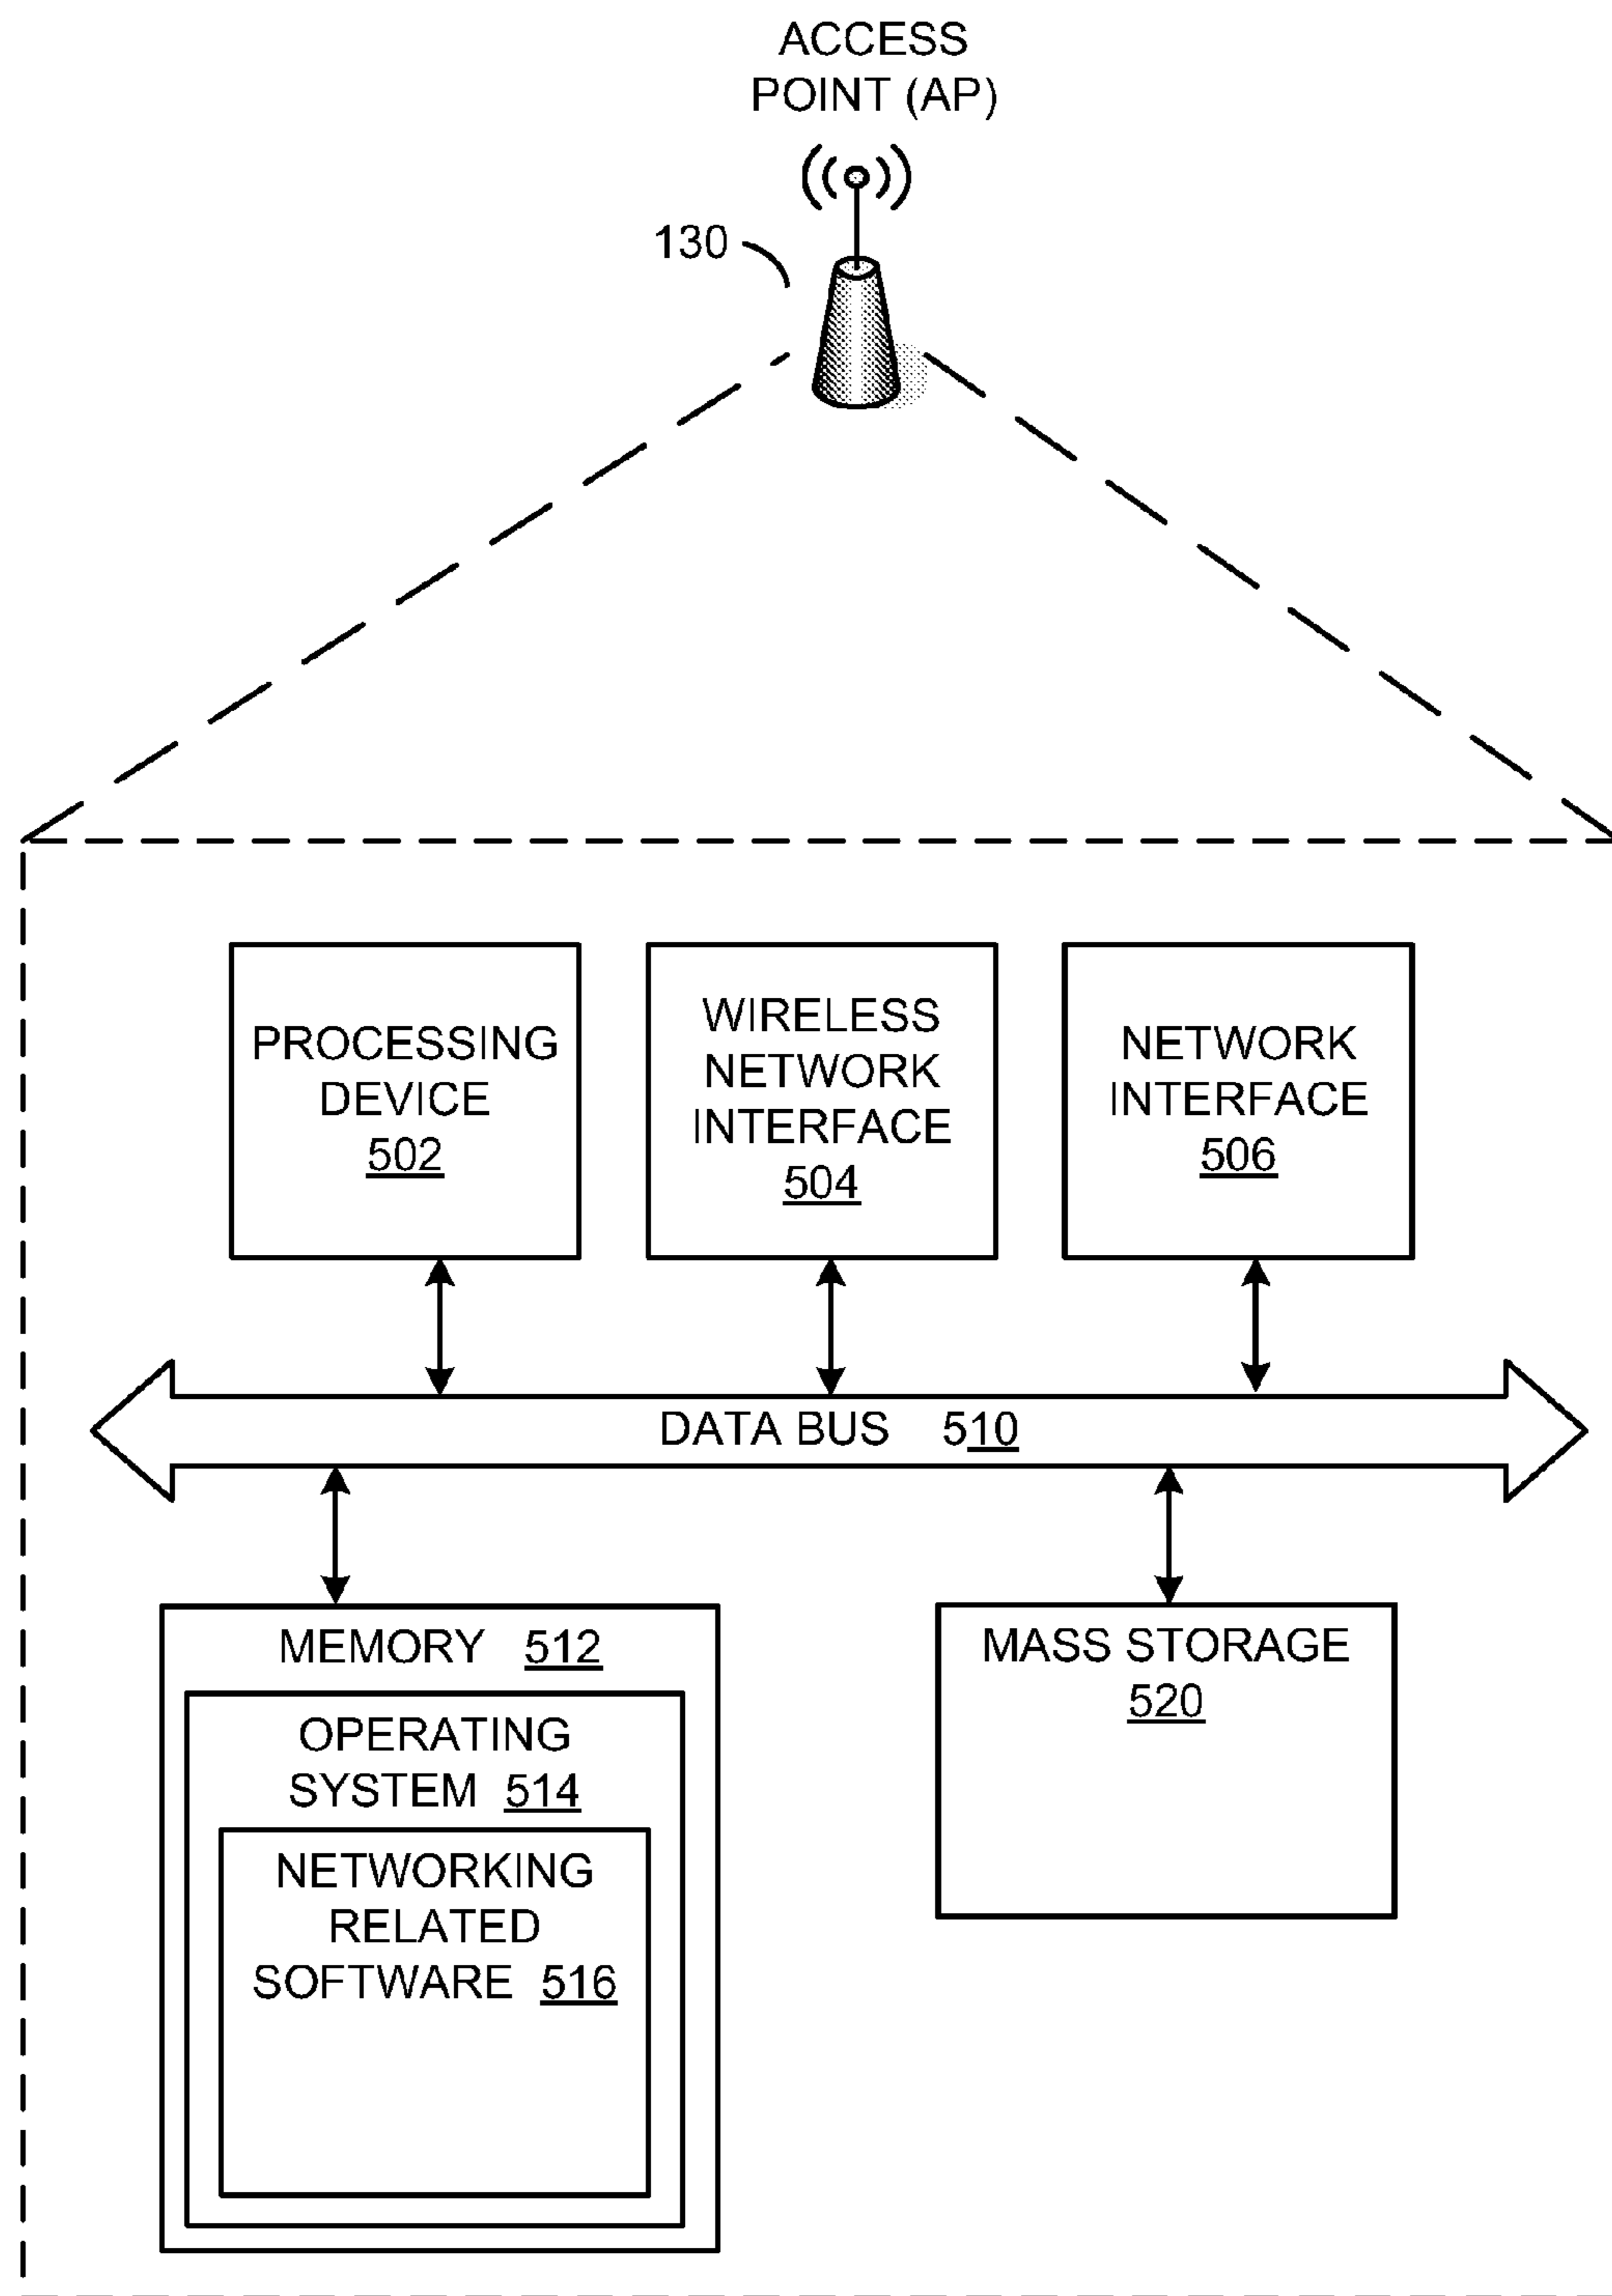 ACCESS
POINT (AP)
130
PROCESSING
DEVICE
502
WIRELESS
NETWORK
INTERFACE
504
NETWORK
INTERFACE
506
DATA BUS 510
MEMORY 512
OPERATING
SYSTEM 514
NETWORKING
RELATED
SOFTWARE 516
MASS STORAGE
520